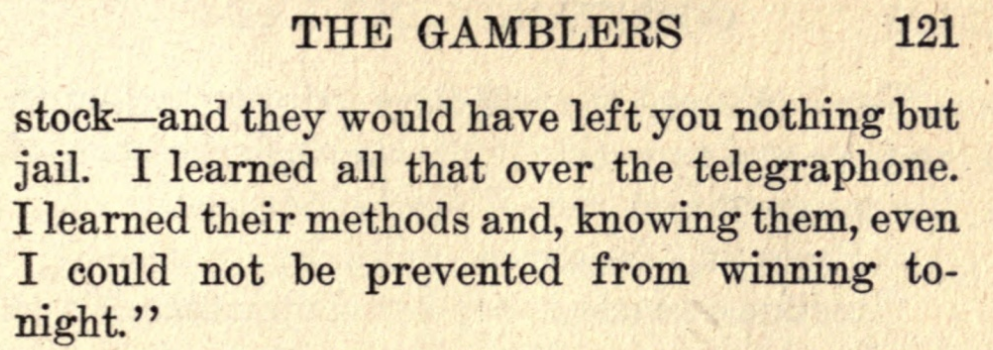 THE GAMBLERS 121
stock—and they would have left you nothing but
jail. I learned all that over the telegraphone.
I learned their methods and, knowing them, even
I could not be prevented from winning to-
night.”